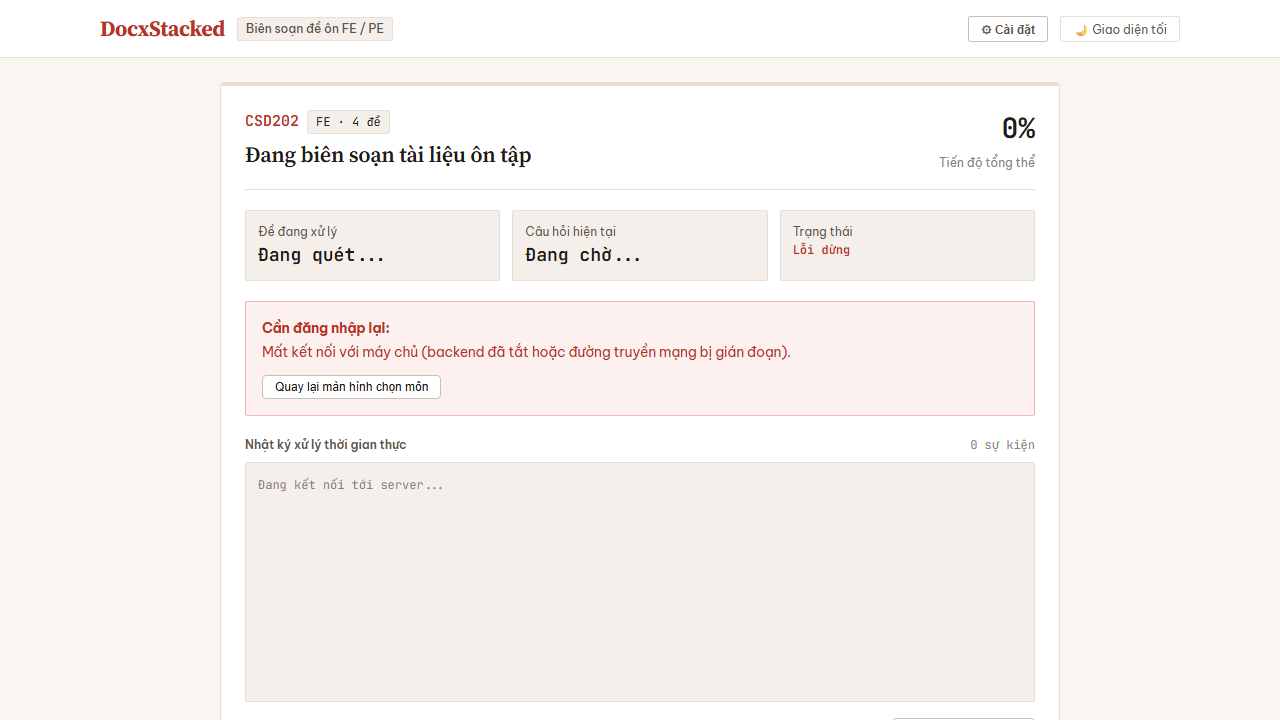 DocxStacked
Biên soạn đề ôn FE / PE
⚙ Cài đặt
🌙 Giao diện tối
CSD202
FE · 4 đề
Đang biên soạn tài liệu ôn tập
0%
Tiến độ tổng thể
Đề đang xử lý
Đang quét...
Câu hỏi hiện tại
Đang chờ...
Trạng thái
Lỗi dừng
Cần đăng nhập lại:
Mất kết nối với máy chủ (backend đã tắt hoặc đường truyền mạng bị gián đoạn).
Quay lại màn hình chọn môn
Nhật ký xử lý thời gian thực
0 sự kiện
Đang kết nối tới server...